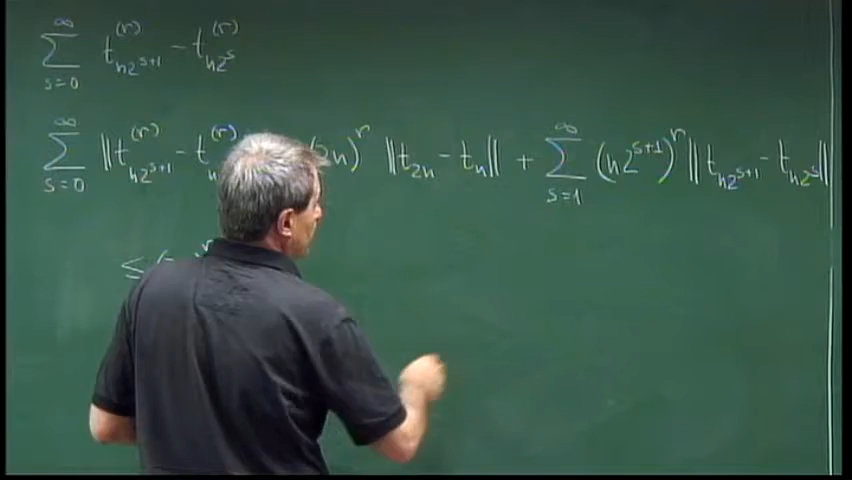 ∞ ∑ s=0 t^(r)_{n2^{s+1}} − t^(r)_{n2^s}
∞ ∑ s=0 ‖t^(r)_{n2^{s+1}} − t^(r)_n (2n)^r ‖t_{2n} − t_n‖ + ∞ ∑ s=1 (n2^{s+1})^r ‖t_{n2^{s+1}} − t_{n2^s}‖
≤ ( r